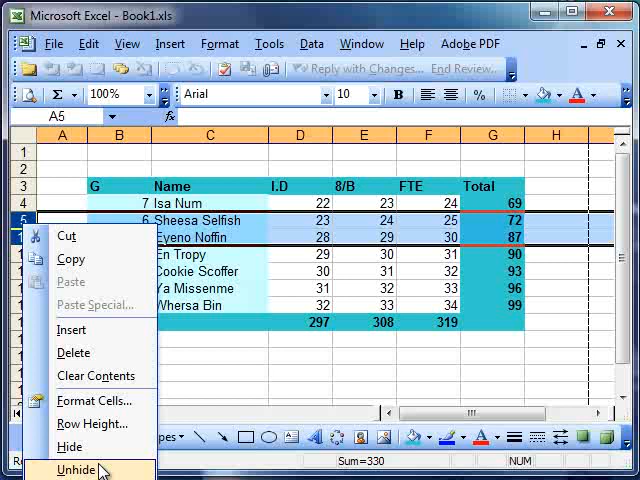 Microsoft Excel - Book1.xls
File Edit View Insert Format Tools Data Window Help Adobe PDF
Reply with Changes... End Review...
Σ 100% Arial 10 B $ %
A5 fx
A B C D E F G H
1
2
3 G Name I.D 8/B FTE Total
4 7 Isa Num 22 23 24 69
5 6 Sheesa Selfish 23 24 25 72
Eyeno Noffin 28 29 30 87
En Tropy 29 30 31 90
Cookie Scoffer 30 31 32 93
Ya Missenme 31 32 33 96
Whersa Bin 32 33 34 99
297 308 319
Cut
Copy
Paste
Paste Special...
Insert
Delete
Clear Contents
Format Cells...
Row Height...
Hide
Unhide
Sum=330 NUM